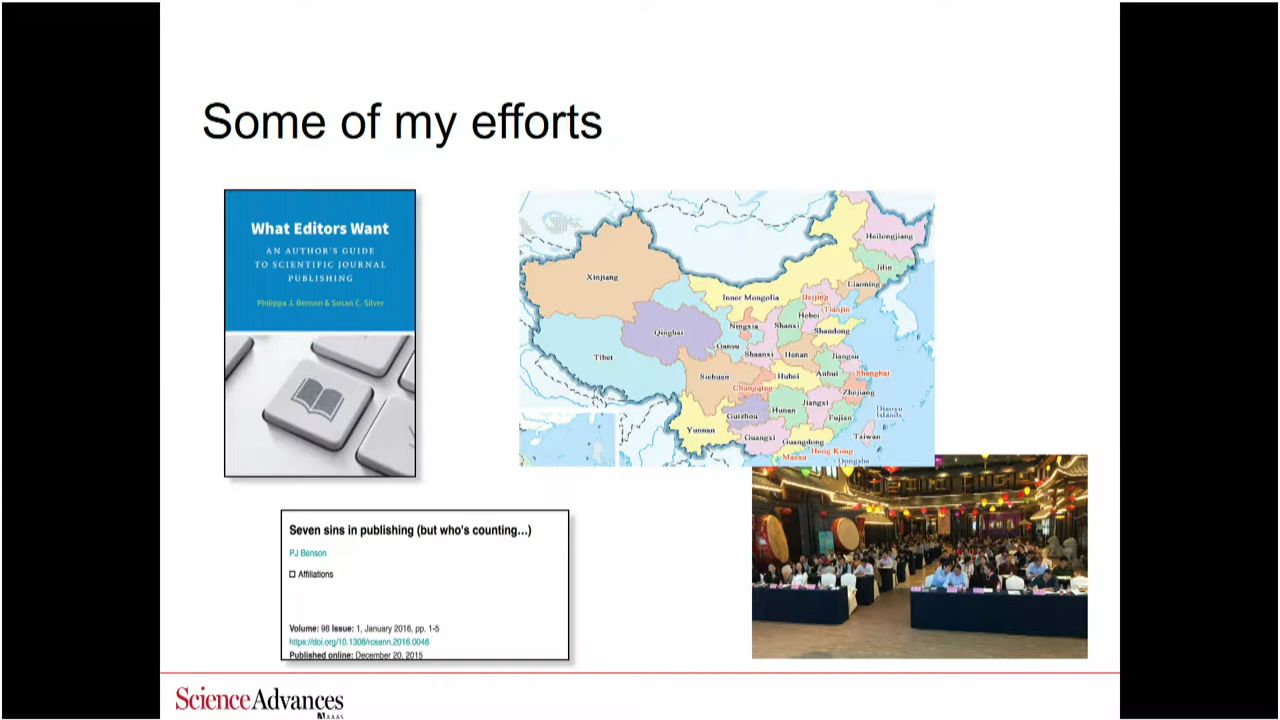 Some of my efforts
What Editors Want
AN AUTHOR'S GUIDE
TO SCIENTIFIC JOURNAL
PUBLISHING
Philippa J. Benson & Susan C. Silver
Heilongjiang
Jilin
Xinjiang
Liaoning
Inner Mongolia
Beijing
Tianjin
Hebei
Ningxia
Shanxi
Shandong
Qinghai
Gansu
Shaanxi
Henan
Jiangsu
Tibet
Sichuan
Hubei
Anhui
Shanghai
Chongqing
Zhejiang
Guizhou
Hunan
Jiangxi
Fujian
Diaoyu
Islands
Yunnan
Guangxi
Guangdong
Taiwan
Hong Kong
Macau
Dongsha
Seven sins in publishing (but who's counting...)
PJ Benson
Affiliations
Volume: 98 Issue: 1, January 2016, pp. 1-5
https://doi.org/10.1308/rcsann.2016.0046
Published online: December 20, 2015
ScienceAdvances
AAAS